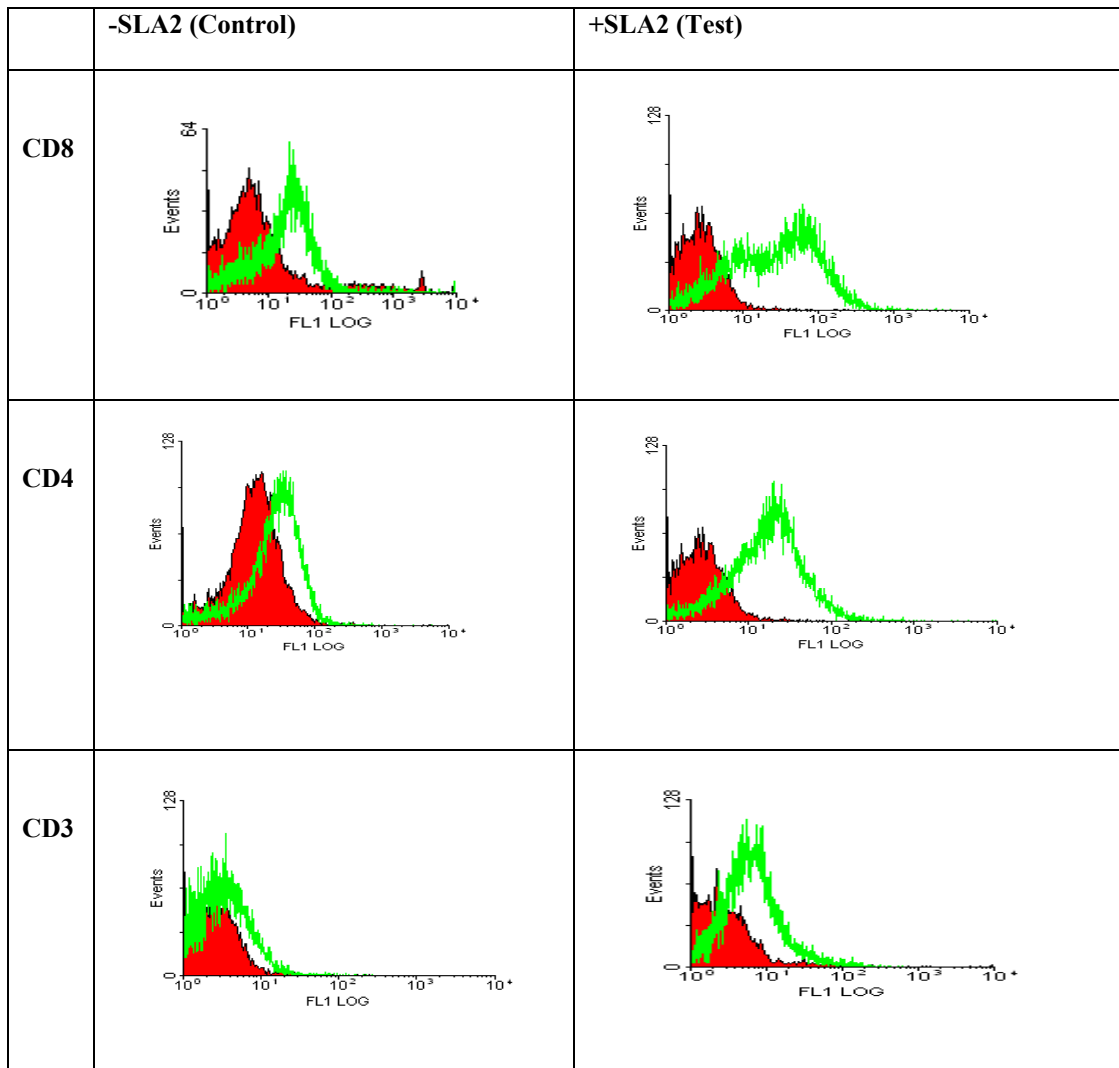 -SLA2 (Control)
+SLA2 (Test)
CD8
64
Events
0
10⁰ 10¹ 10² 10³ 10⁴
FL1 LOG
128
Events
0
10⁰ 10¹ 10² 10³ 10⁴
FL1 LOG
CD4
128
Events
0
10⁰ 10¹ 10² 10³ 10⁴
FL1 LOG
128
Events
0
10⁰ 10¹ 10² 10³ 10⁴
FL1 LOG
CD3
128
Events
0
10⁰ 10¹ 10² 10³ 10⁴
FL1 LOG
128
Events
0
10⁰ 10¹ 10² 10³ 10⁴
FL1 LOG